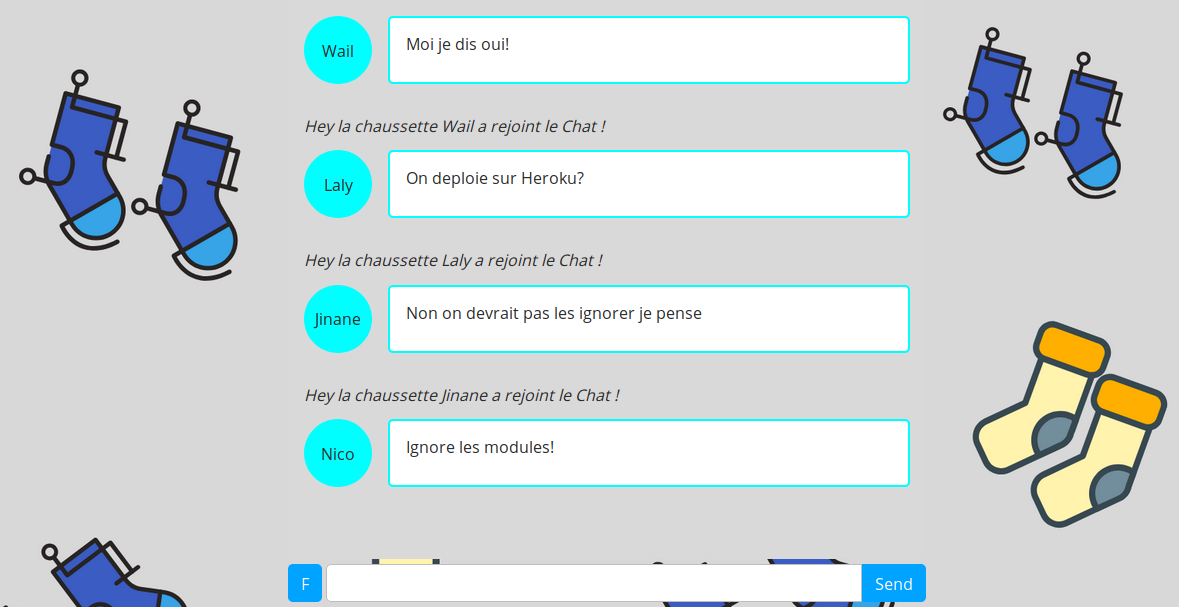 Wail
Moi je dis oui!
Hey la chaussette Wail a rejoint le Chat !
Laly
On deploie sur Heroku?
Hey la chaussette Laly a rejoint le Chat !
Jinane
Non on devrait pas les ignorer je pense
Hey la chaussette Jinane a rejoint le Chat !
Nico
Ignore les modules!
F
Send